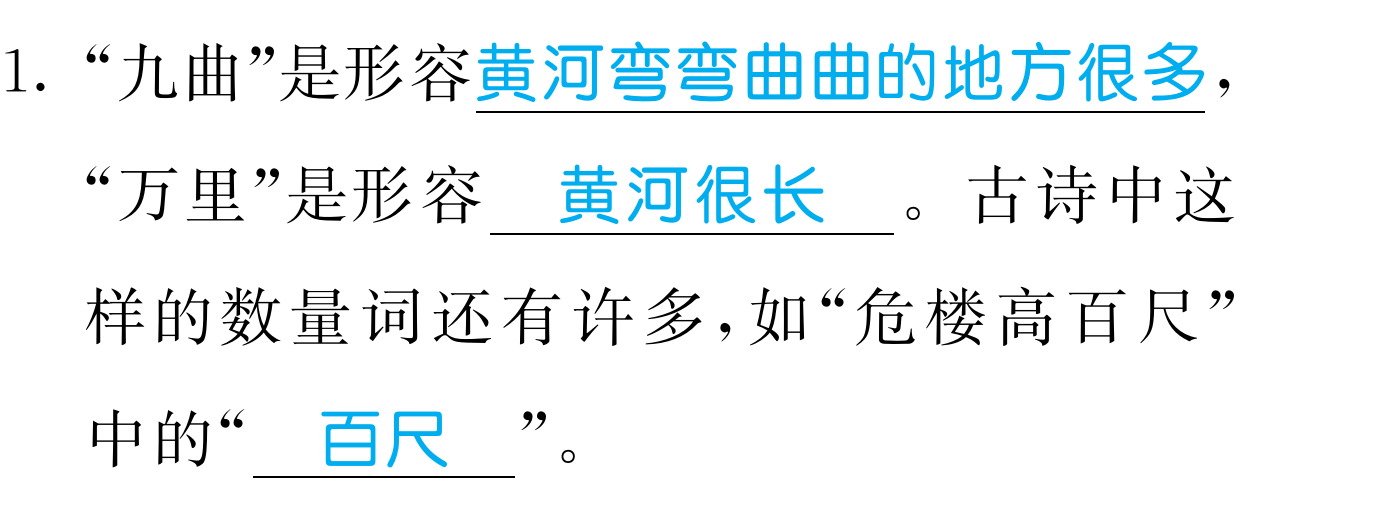 1. “九曲”是形容黄河弯弯曲曲的地方很多，
“万里”是形容 黄河很长 。古诗中这
样的数量词还有许多，如“危楼高百尺”
中的“ 百尺 ”。